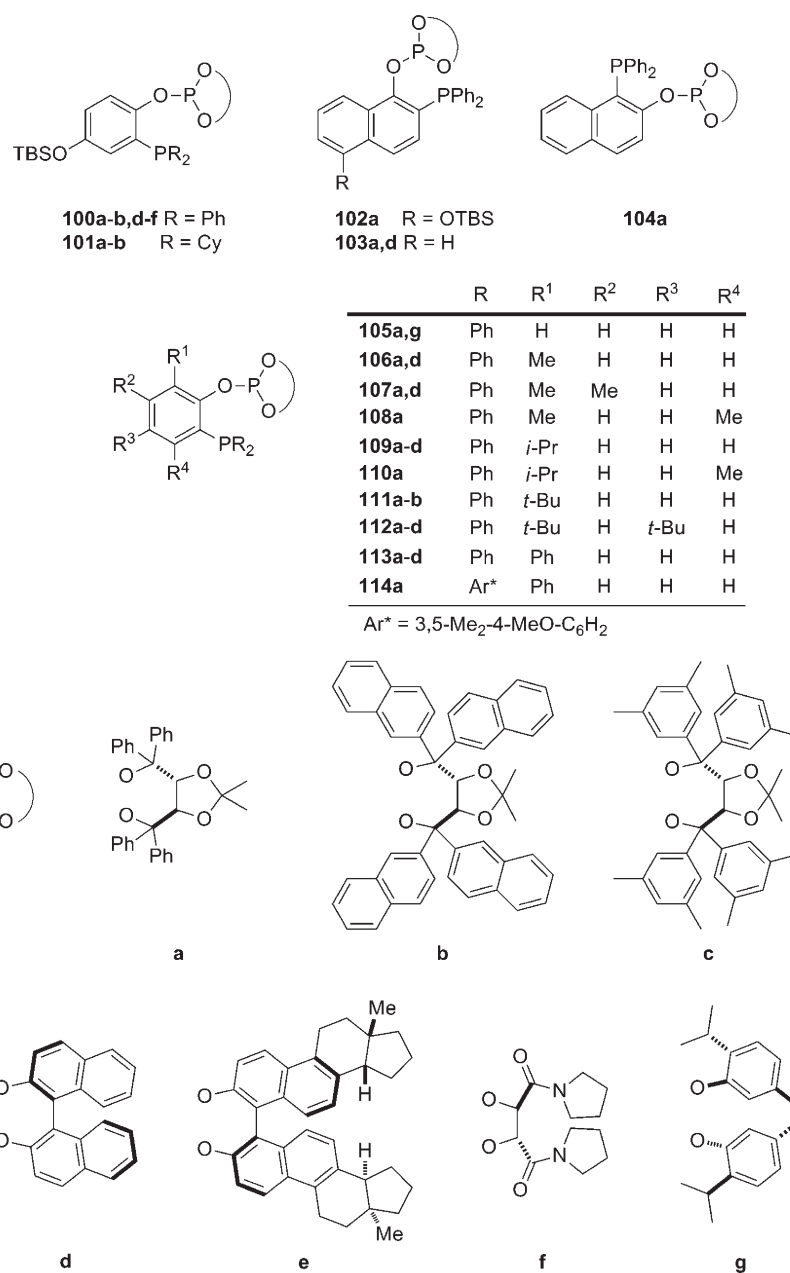 O O P O O O P O PPh2 O P O
O PPh2 O
TBSO PR2 R
100a-b,d-f R = Ph 102a R = OTBS 104a
101a-b R = Cy 103a,d R = H
R R1 R2 R3 R4
105a,g Ph H H H H
106a,d Ph Me H H H
107a,d Ph Me Me H H
108a Ph Me H H Me
109a-d Ph i-Pr H H H
110a Ph i-Pr H H Me
111a-b Ph t-Bu H H H
112a-d Ph t-Bu H t-Bu H
113a-d Ph Ph H H H
114a Ar* Ph H H H
Ar* = 3,5-Me2-4-MeO-C6H2
R1 O
R2 O P
O
R3 PR2
R4
O Ph Ph O O O O O O
O O O O O O O O
Ph Ph
a b c
Me
O O H O N O
O O H O N O
Me O
d e f g